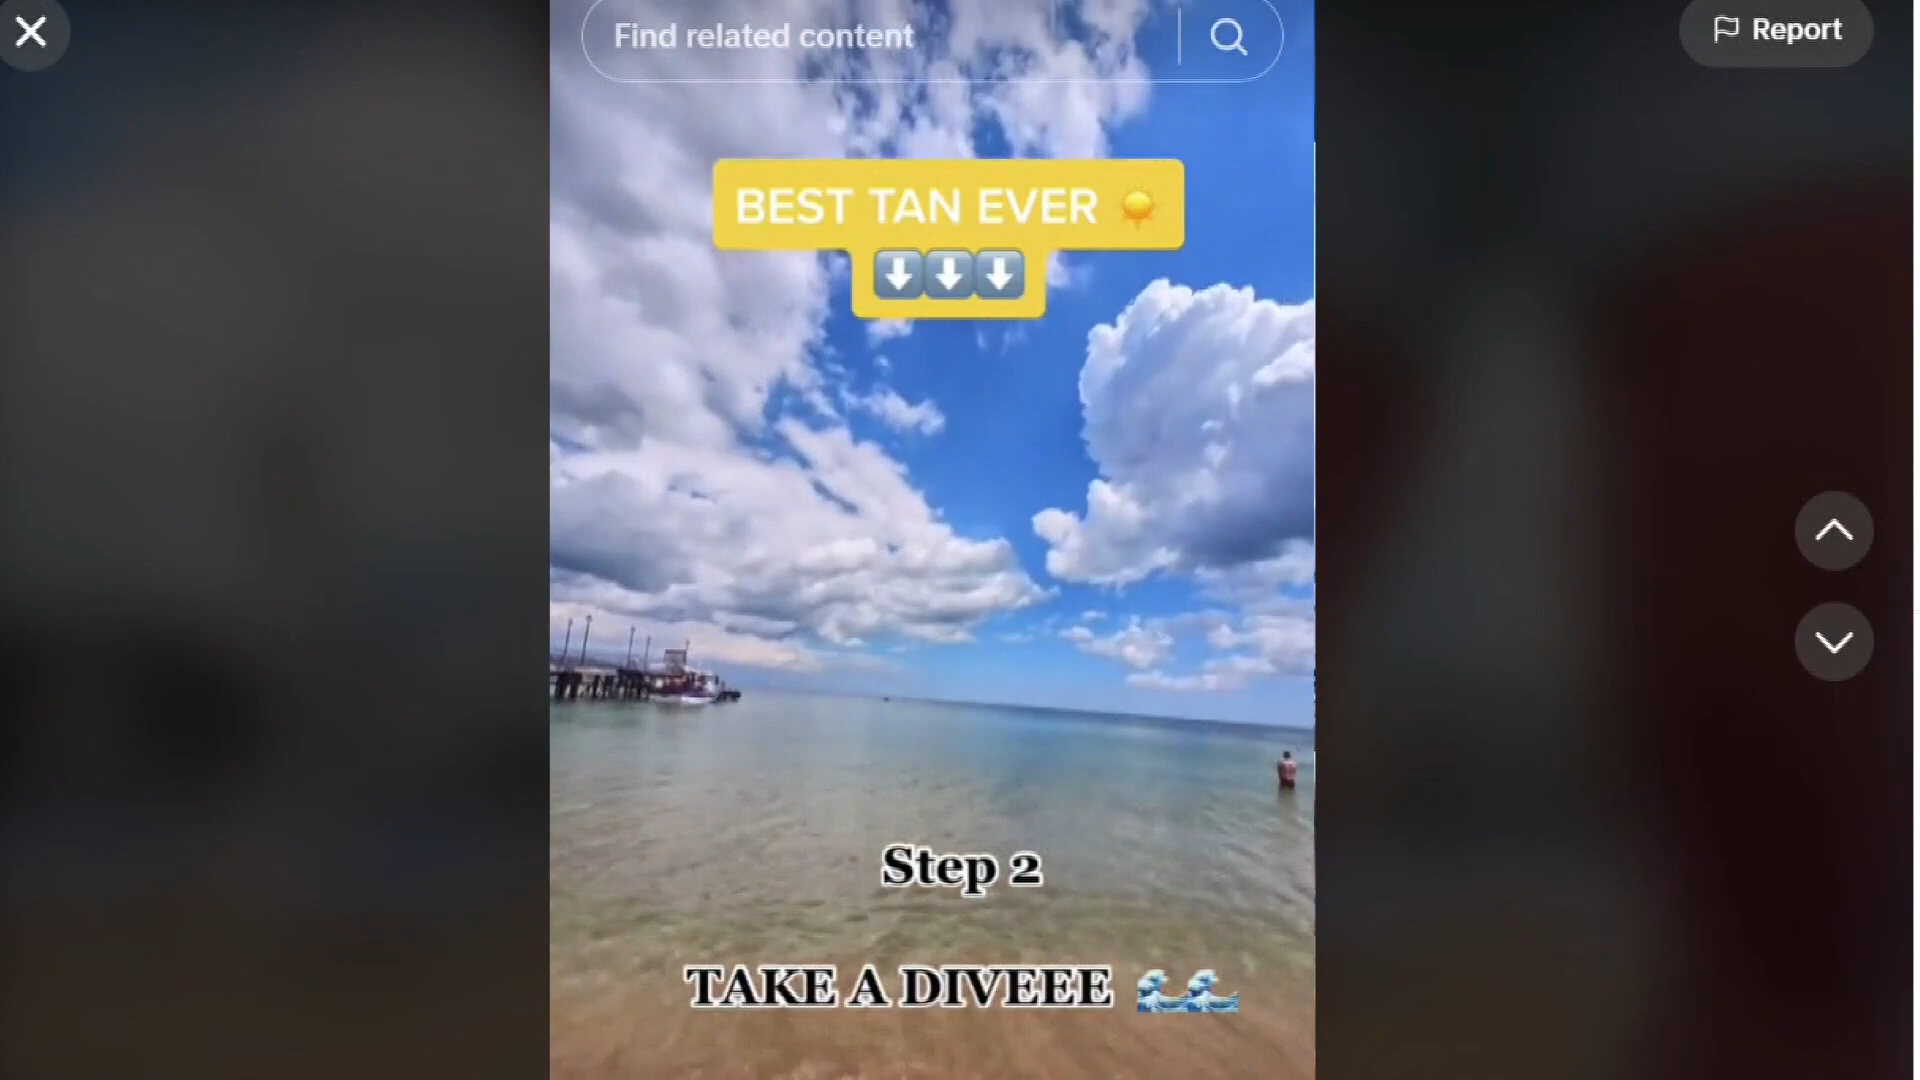 Find related content
Report
BEST TAN EVER ☀️
⬇️⬇️⬇️
Step 2
TAKE A DIVEEE 🌊🌊